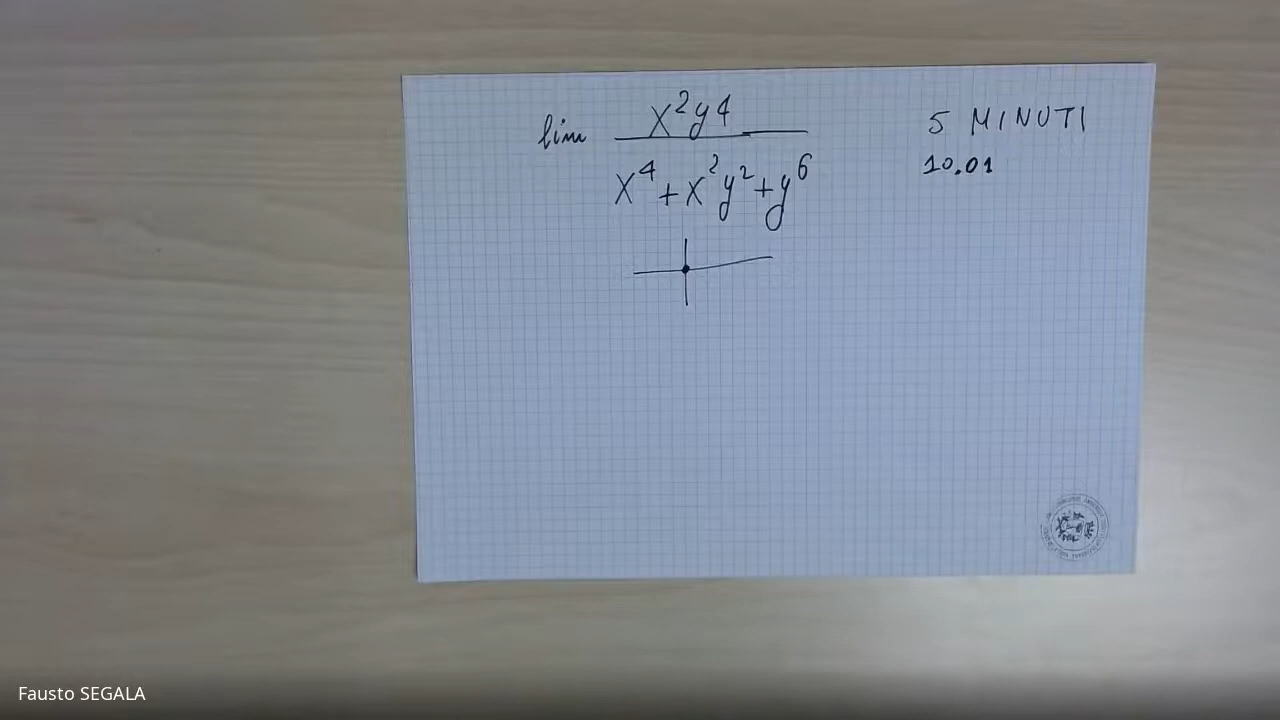 lim x²y⁴ / x⁴+x²y²+y⁶
5 MINUTI
10.01
Fausto SEGALA